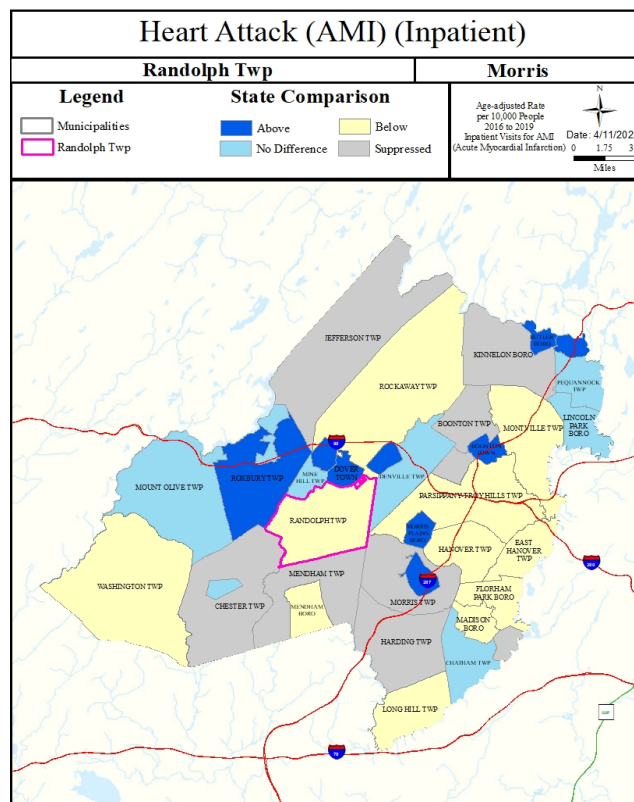 Heart Attack (AMI) (Inpatient)
Randolph Twp
Morris
Legend
Municipalities
Randolph Twp
State Comparison
Above
Below
No Difference
Suppressed
Age-adjusted Rate
per 10,000 People
2016 to 2019
Inpatient Visits for AMI
(Acute Myocardial Infarction)
N
Date: 4/11/202
0 1.75 3.
Miles
JEFFERSON TWP
KINNELON BORO
BUTLER
BORO
ROCKAWAY TWP
PEQUANNOCK
TWP
BOONTON TWP
MONTVILLE TWP
LINCOLN
PARK
BORO
80
BOONTON
TOWN
ROXBURY TWP
MINE
HILL TWP
DOVER
TOWN
DENVILLE TWP
MOUNT OLIVE TWP
PARSIPPANY-TROY HILLS TWP
RANDOLPH TWP
MORRIS
PLAINS
BORO
HANOVER TWP
EAST
HANOVER
TWP
280
WASHINGTON TWP
MENDHAM TWP
287
CHESTER TWP
MENDHAM
BORO
MORRIS TWP
FLORHAM
PARK BORO
MADISON
BORO
HARDING TWP
CHATHAM TWP
LONG HILL TWP
GSP
78